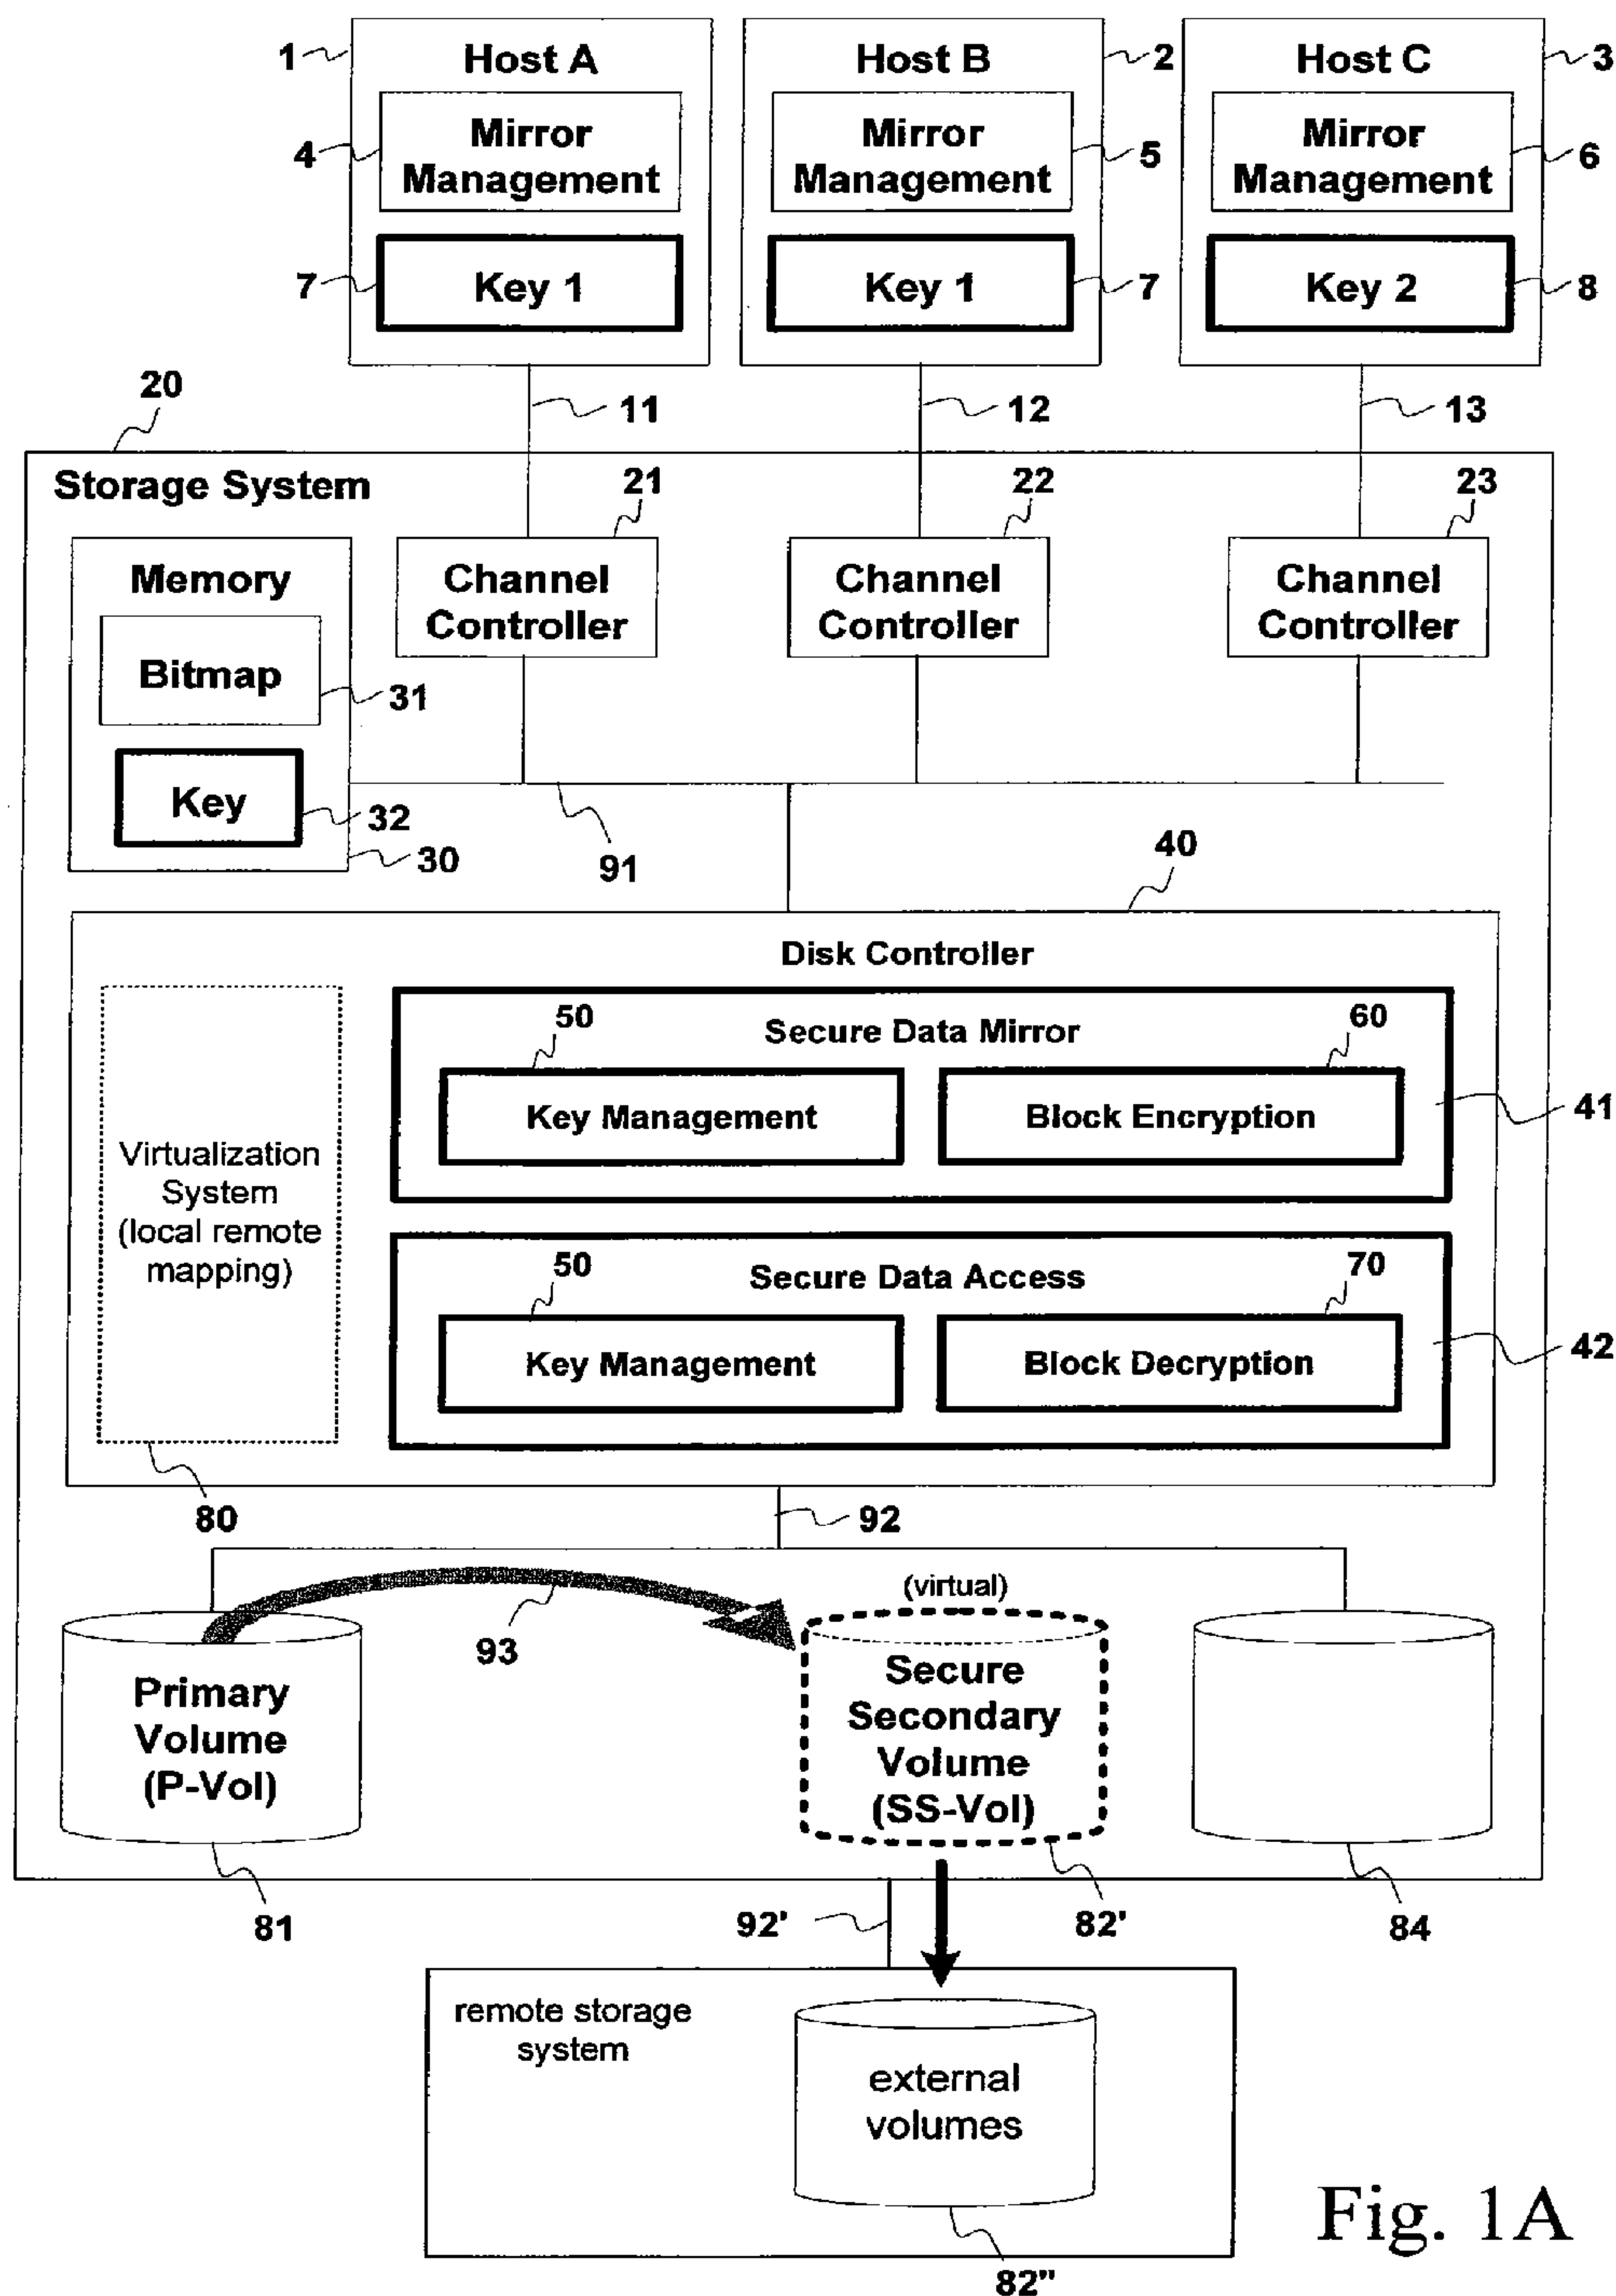 1
Host A
Host B
2
Host C
3
4
Mirror
Management
Mirror
Management
5
Mirror
Management
6
7
Key 1
Key 1
7
Key 2
8
20
11
12
13
Storage System
21
22
23
Memory
Channel
Controller
Channel
Controller
Channel
Controller
Bitmap
31
Key
32
30
91
40
Disk Controller
50
Secure Data Mirror
60
Key Management
Block Encryption
41
Virtualization
System
(local remote
mapping)
50
Secure Data Access
70
Key Management
Block Decryption
42
80
92
(virtual)
93
Primary
Volume
(P-Vol)
Secure
Secondary
Volume
(SS-Vol)
81
92'
82'
84
remote storage
system
external
volumes
82"
Fig. 1A